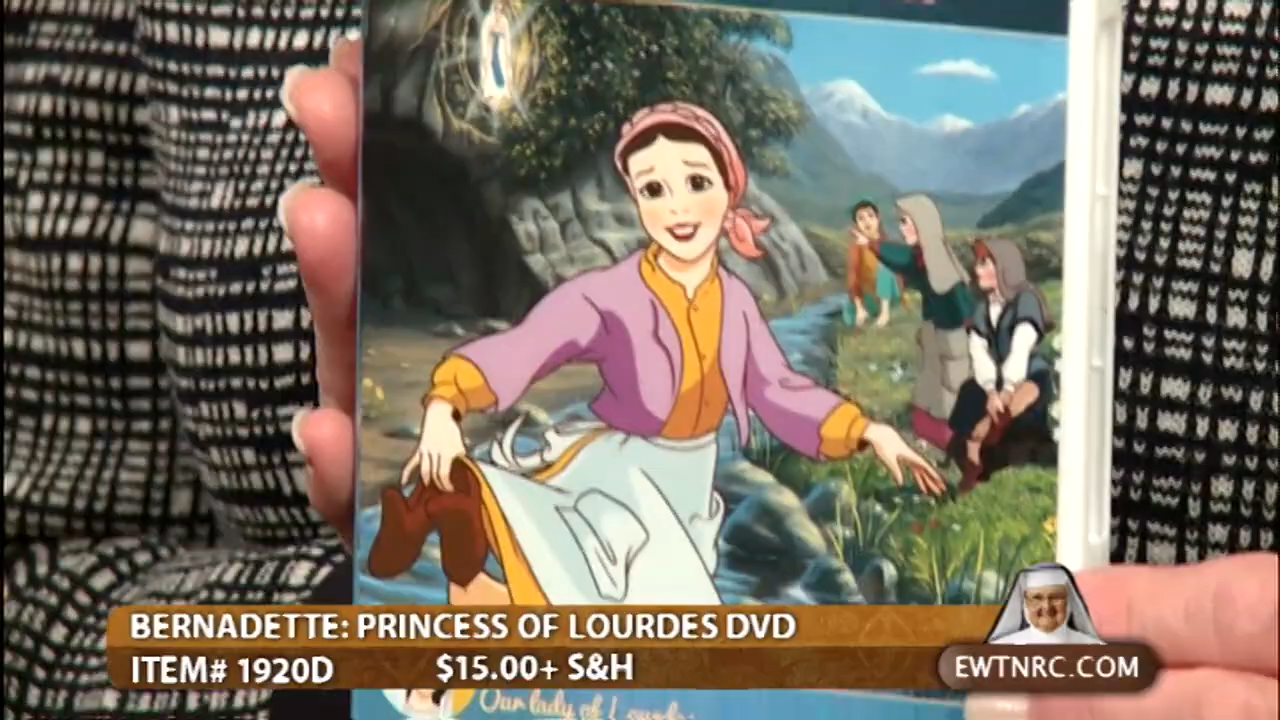 BERNADETTE: PRINCESS OF LOURDES DVD
ITEM# 1920D $15.00+ S&H
EWTNRC.COM
Our lady of Lourdes